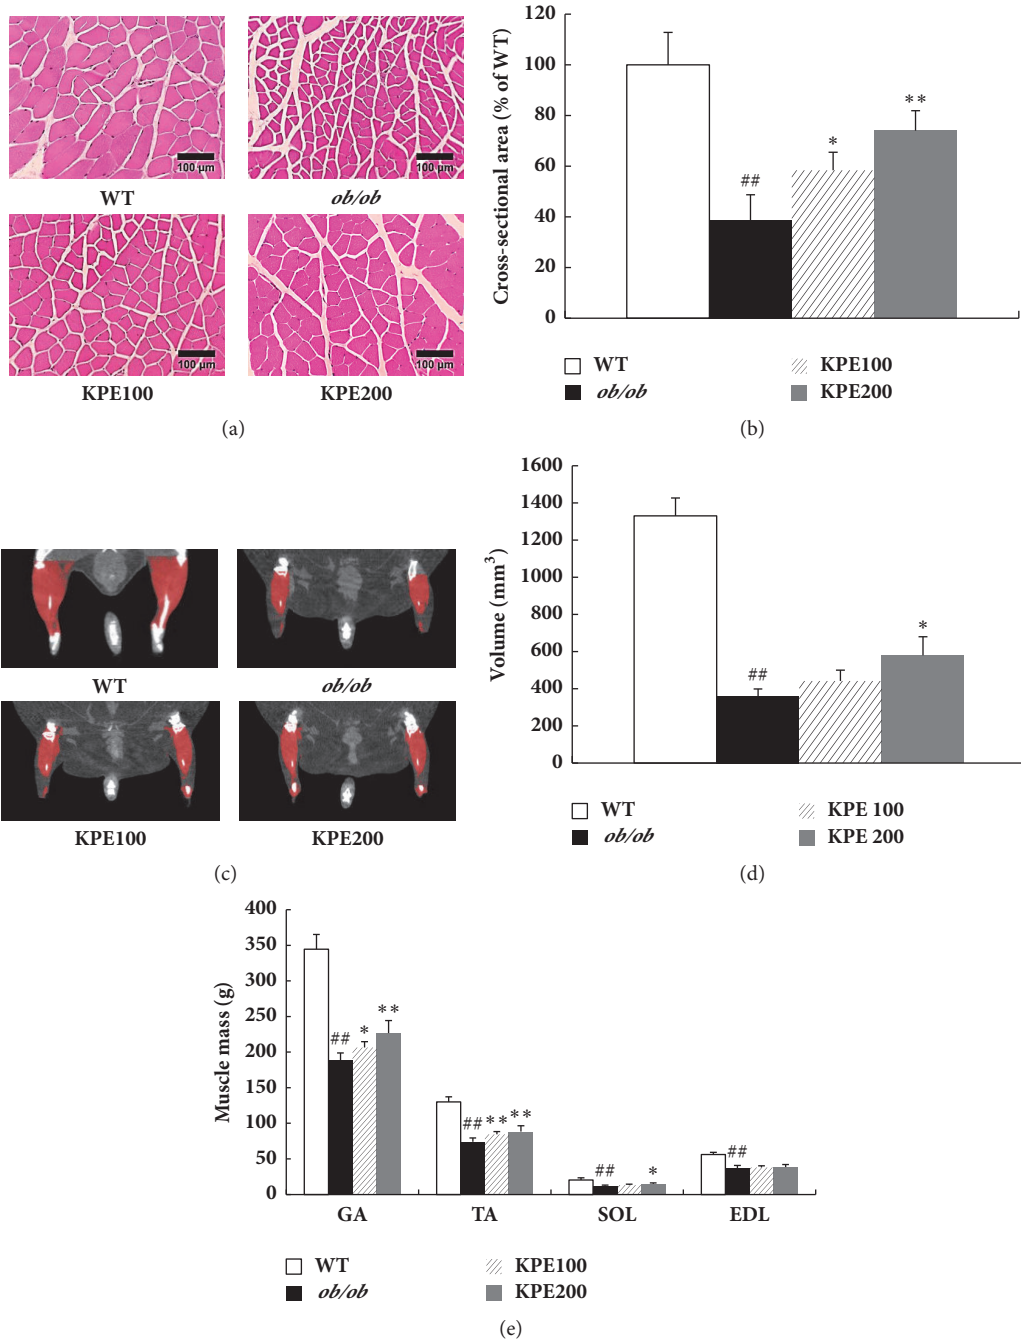 100 µm
100 µm
WT
ob/ob
100 µm
100 µm
KPE100
KPE200
(a)
Cross-sectional area (% of WT)
120
100
80
60
40
20
0
##
*
**
WT
KPE100
ob/ob
KPE200
(b)
WT
ob/ob
KPE100
KPE200
(c)
Volume (mm³)
1600
1400
1200
1000
800
600
400
200
0
##
*
WT
KPE 100
ob/ob
KPE 200
(d)
Muscle mass (g)
400
350
300
250
200
150
100
50
0
## * **
## ** **
## *
##
GA
TA
SOL
EDL
WT
KPE100
ob/ob
KPE200
(e)